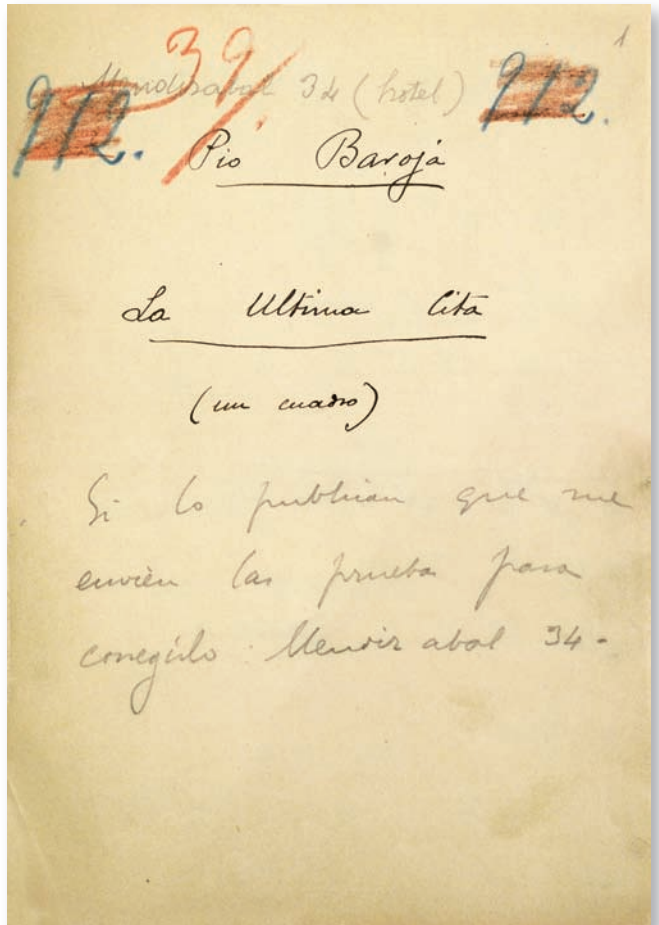 1
39
Mendizabal 34 (hotel)
912. 912.
Pio Baroja
La Ultima Cita
(un cuadro)
Si lo publican que me
envien las prueba para
corregirlo. Mendizabal 34-